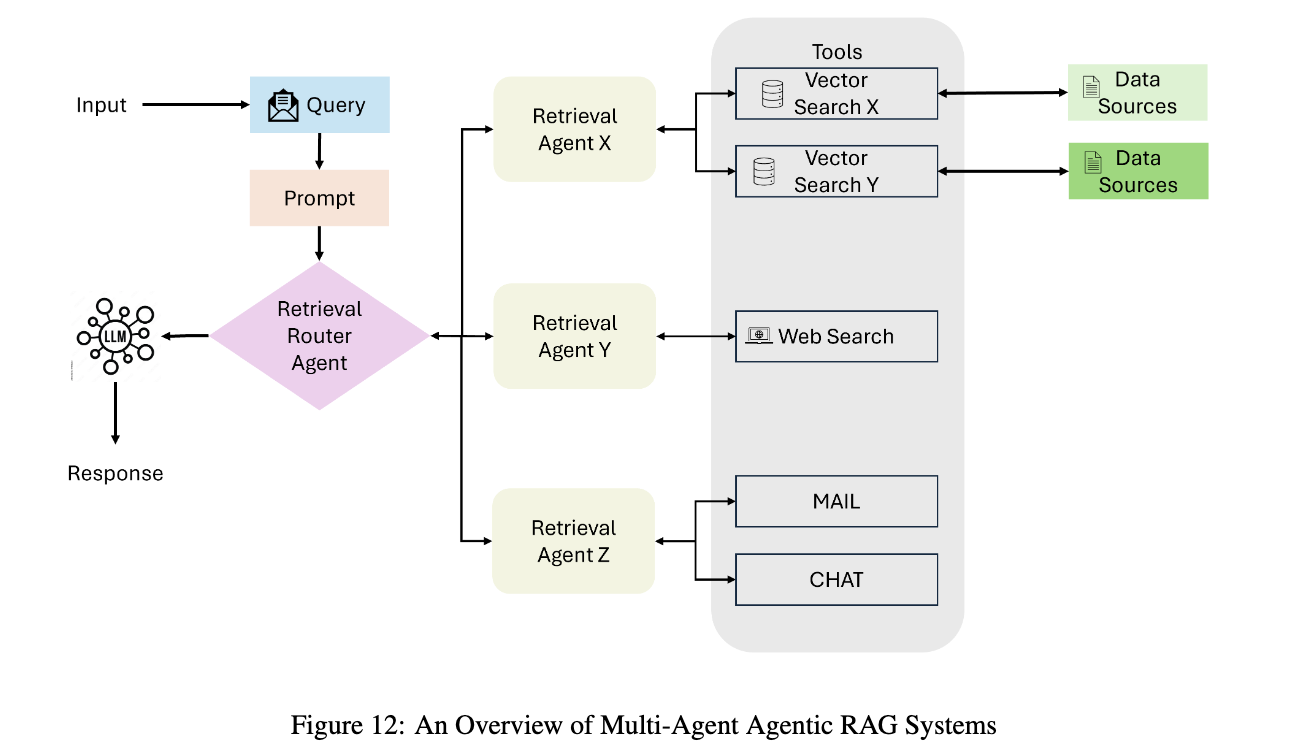 Tools
Input
Query
Prompt
Retrieval
Router
Agent
LLM
Response
Retrieval
Agent X
Retrieval
Agent Y
Retrieval
Agent Z
Vector
Search X
Vector
Search Y
Web Search
MAIL
CHAT
Data
Sources
Data
Sources
Figure 12: An Overview of Multi-Agent Agentic RAG Systems